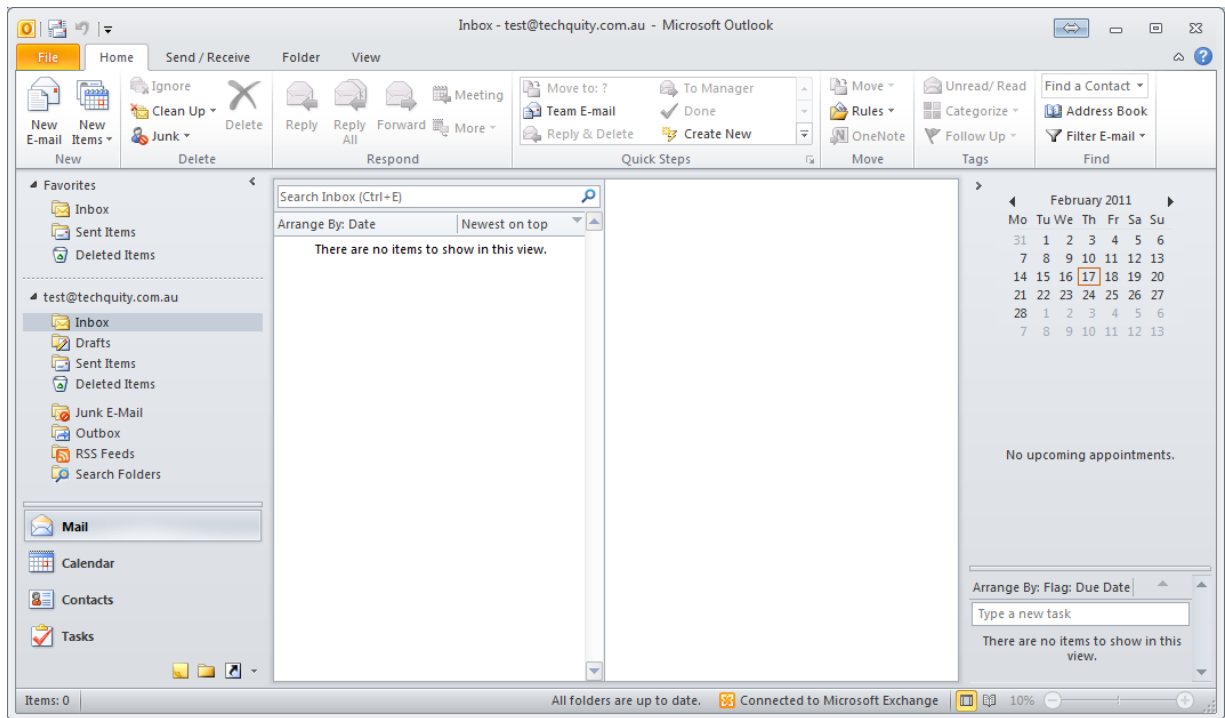 Inbox - test@techquity.com.au - Microsoft Outlook
File Home Send / Receive Folder View
New E-mail
New Items
New
Ignore
Clean Up
Junk
Delete
Delete
Reply
Reply All
Forward
Meeting
More
Respond
Move to: ?
Team E-mail
Reply & Delete
To Manager
Done
Create New
Quick Steps
Move
Rules
OneNote
Move
Unread/ Read
Categorize
Follow Up
Tags
Find a Contact
Address Book
Filter E-mail
Find
Favorites
Inbox
Sent Items
Deleted Items
test@techquity.com.au
Inbox
Drafts
Sent Items
Deleted Items
Junk E-Mail
Outbox
RSS Feeds
Search Folders
Mail
Calendar
Contacts
Tasks
Search Inbox (Ctrl+E)
Arrange By: Date Newest on top
There are no items to show in this view.
February 2011
Mo Tu We Th Fr Sa Su
31 1 2 3 4 5 6
7 8 9 10 11 12 13
14 15 16 17 18 19 20
21 22 23 24 25 26 27
28 1 2 3 4 5 6
7 8 9 10 11 12 13
No upcoming appointments.
Arrange By: Flag: Due Date
Type a new task
There are no items to show in this
view.
Items: 0 All folders are up to date. Connected to Microsoft Exchange 10%